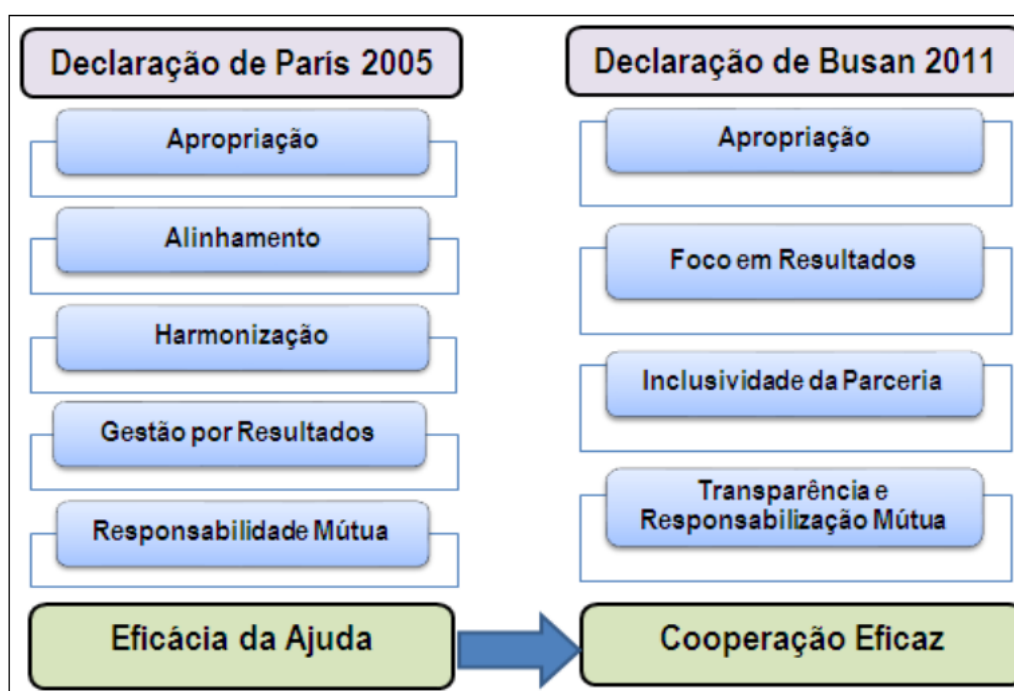 Declaração de París 2005
Apropriação
Alinhamento
Harmonização
Gestão por Resultados
Responsabilidade Mútua
Eficácia da Ajuda
Declaração de Busan 2011
Apropriação
Foco em Resultados
Inclusividade da Parceria
Transparência e
Responsabilização Mútua
Cooperação Eficaz